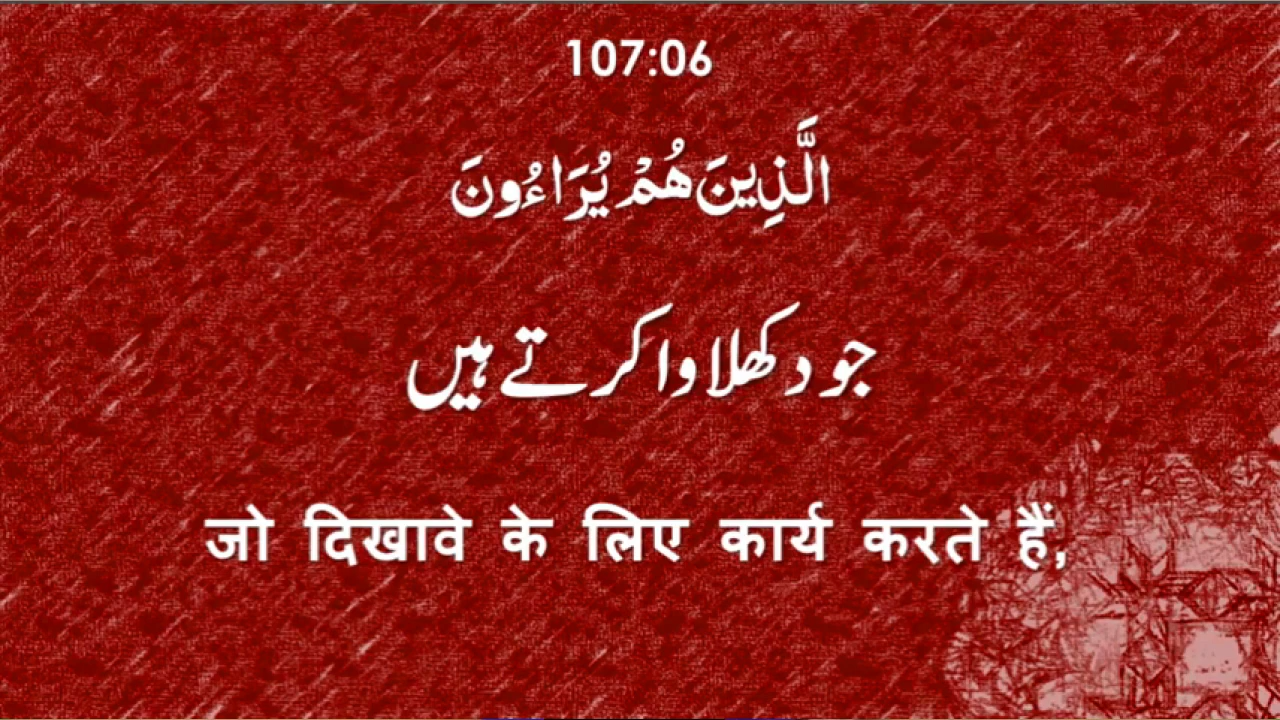 107:06
الَّذِينَ هُمْ يُرَاءُونَ
جو دکھلاوا کرتے ہیں
जो दिखावे के लिए कार्य करते हैं,